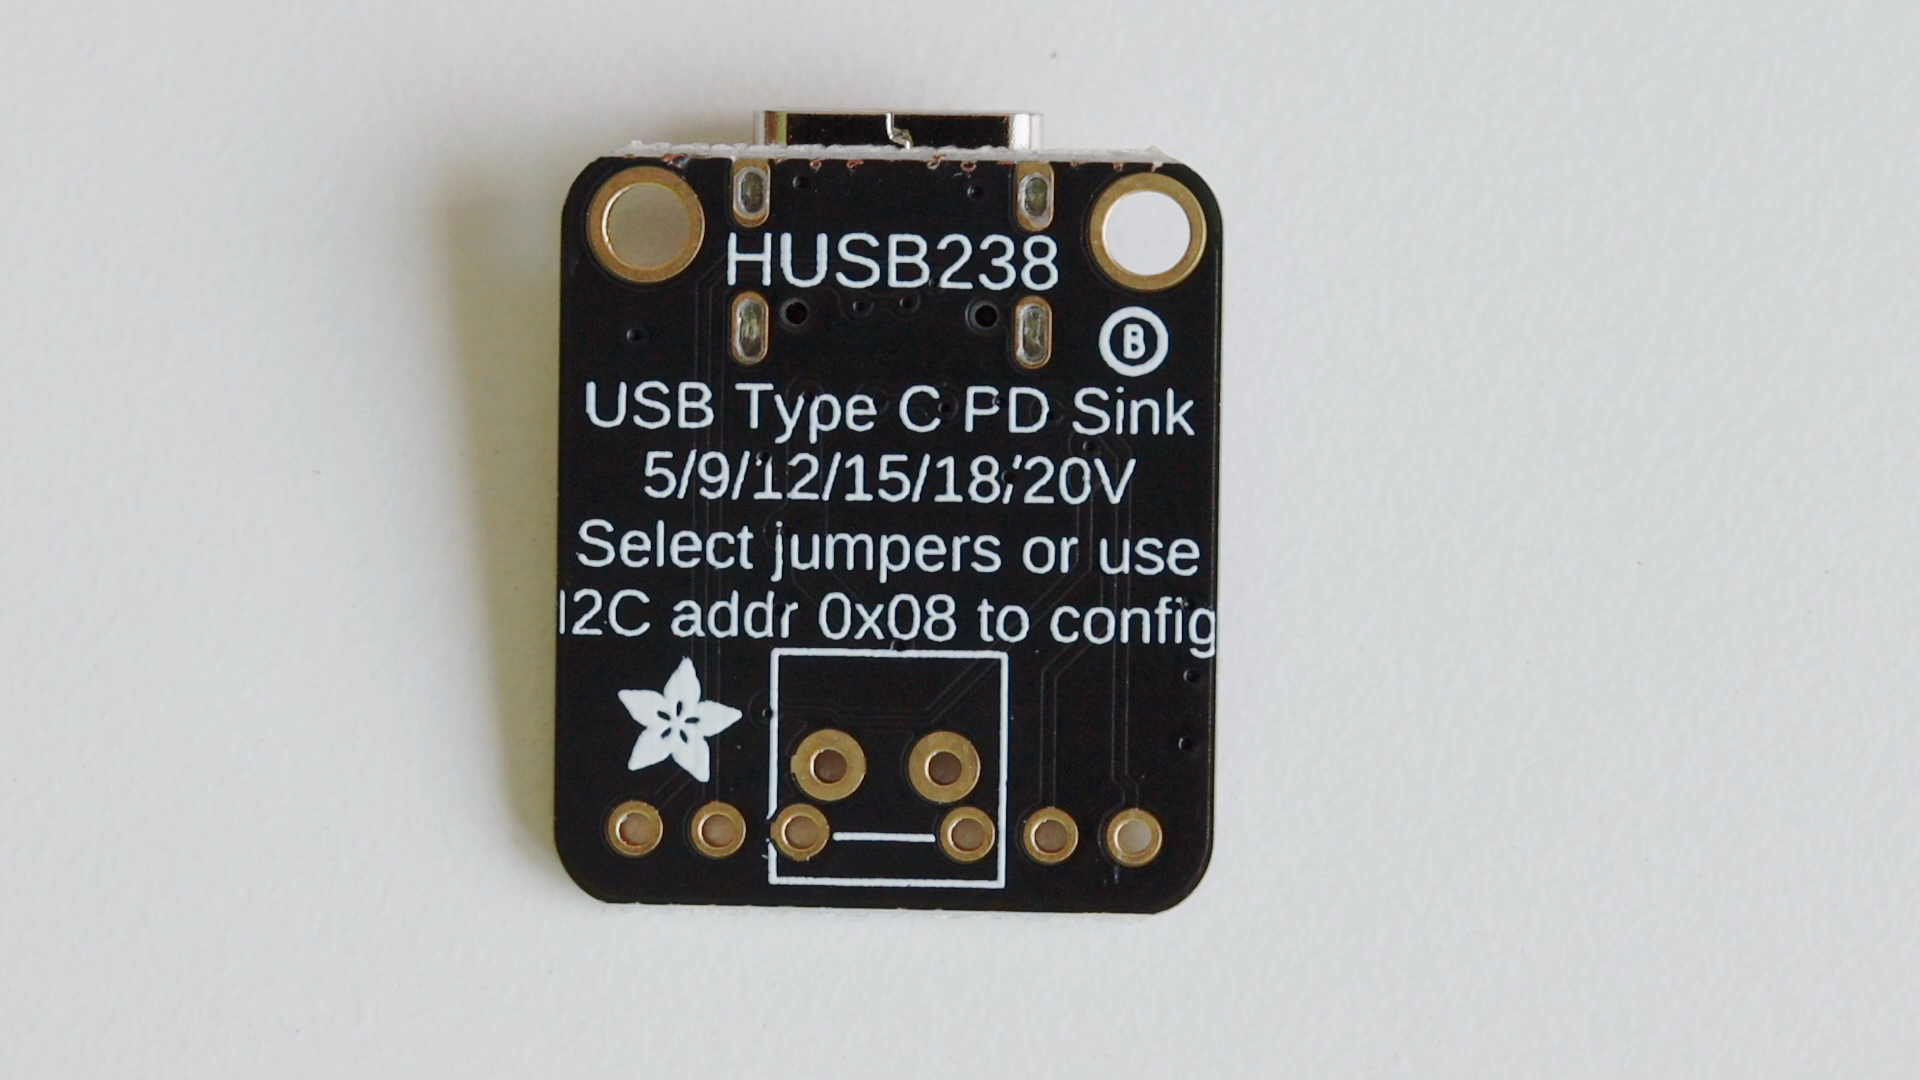 HUSB238
B
USB Type C PD Sink
5/9/12/15/18/20V
Select jumpers or use
I2C addr 0x08 to config